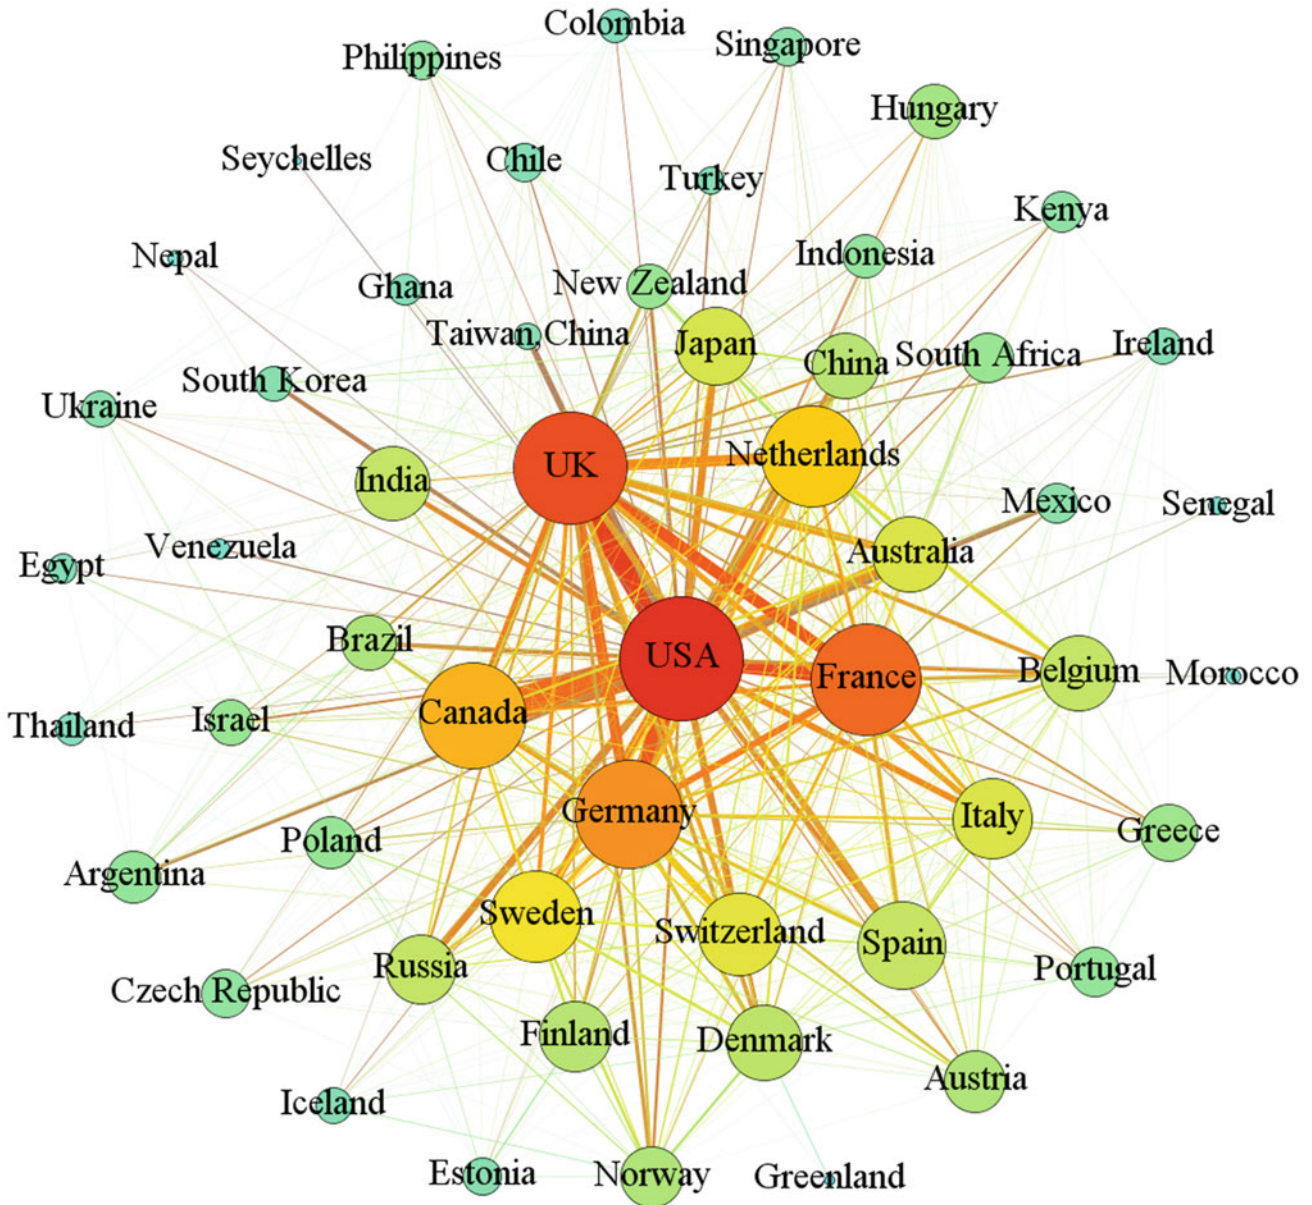 Colombia
Singapore
Philippines
Hungary
Seychelles
Chile
Turkey
Kenya
Nepal
Indonesia
Ghana
New Zealand
Taiwan,China
Japan
China
South Africa
Ireland
South Korea
Ukraine
UK
Netherlands
India
Mexico
Senegal
Venezuela
Australia
Egypt
Brazil
USA
France
Belgium
Morocco
Canada
Israel
Thailand
Germany
Italy
Greece
Poland
Argentina
Sweden
Switzerland
Spain
Russia
Portugal
Czech Republic
Finland
Denmark
Austria
Iceland
Estonia
Norway
Greenland